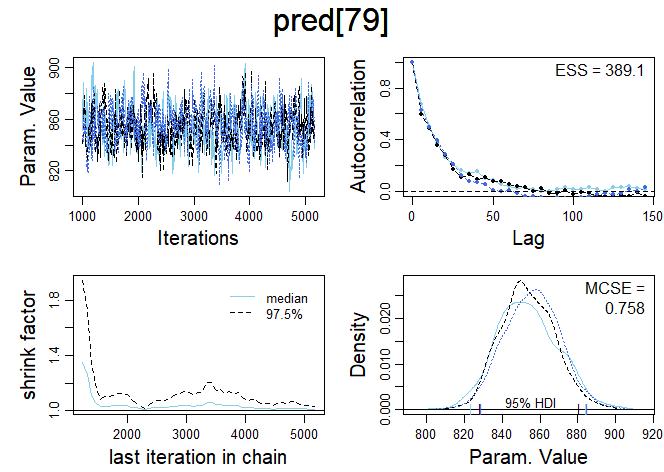 pred[79]
Param. Value
900
860
820
1000
2000
3000
4000
5000
Iterations
Autocorrelation
0.8
0.4
0.0
ESS = 389.1
0
50
100
150
Lag
shrink factor
1.8
1.4
1.0
median
97.5%
2000
3000
4000
5000
last iteration in chain
Density
0.020
0.010
0.000
MCSE =
0.758
95% HDI
800
820
840
860
880
900
920
Param. Value